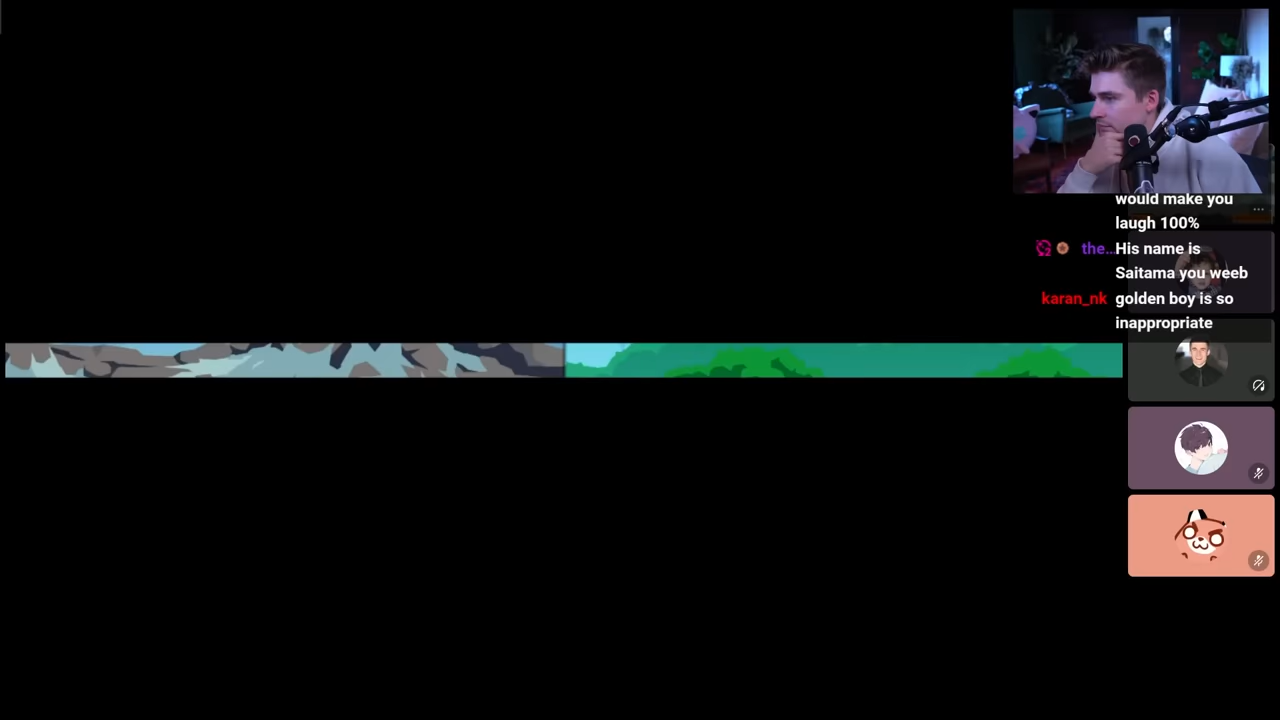 would make you
laugh 100%
the... His name is
Saitama you weeb
karan_nk golden boy is so
inappropriate